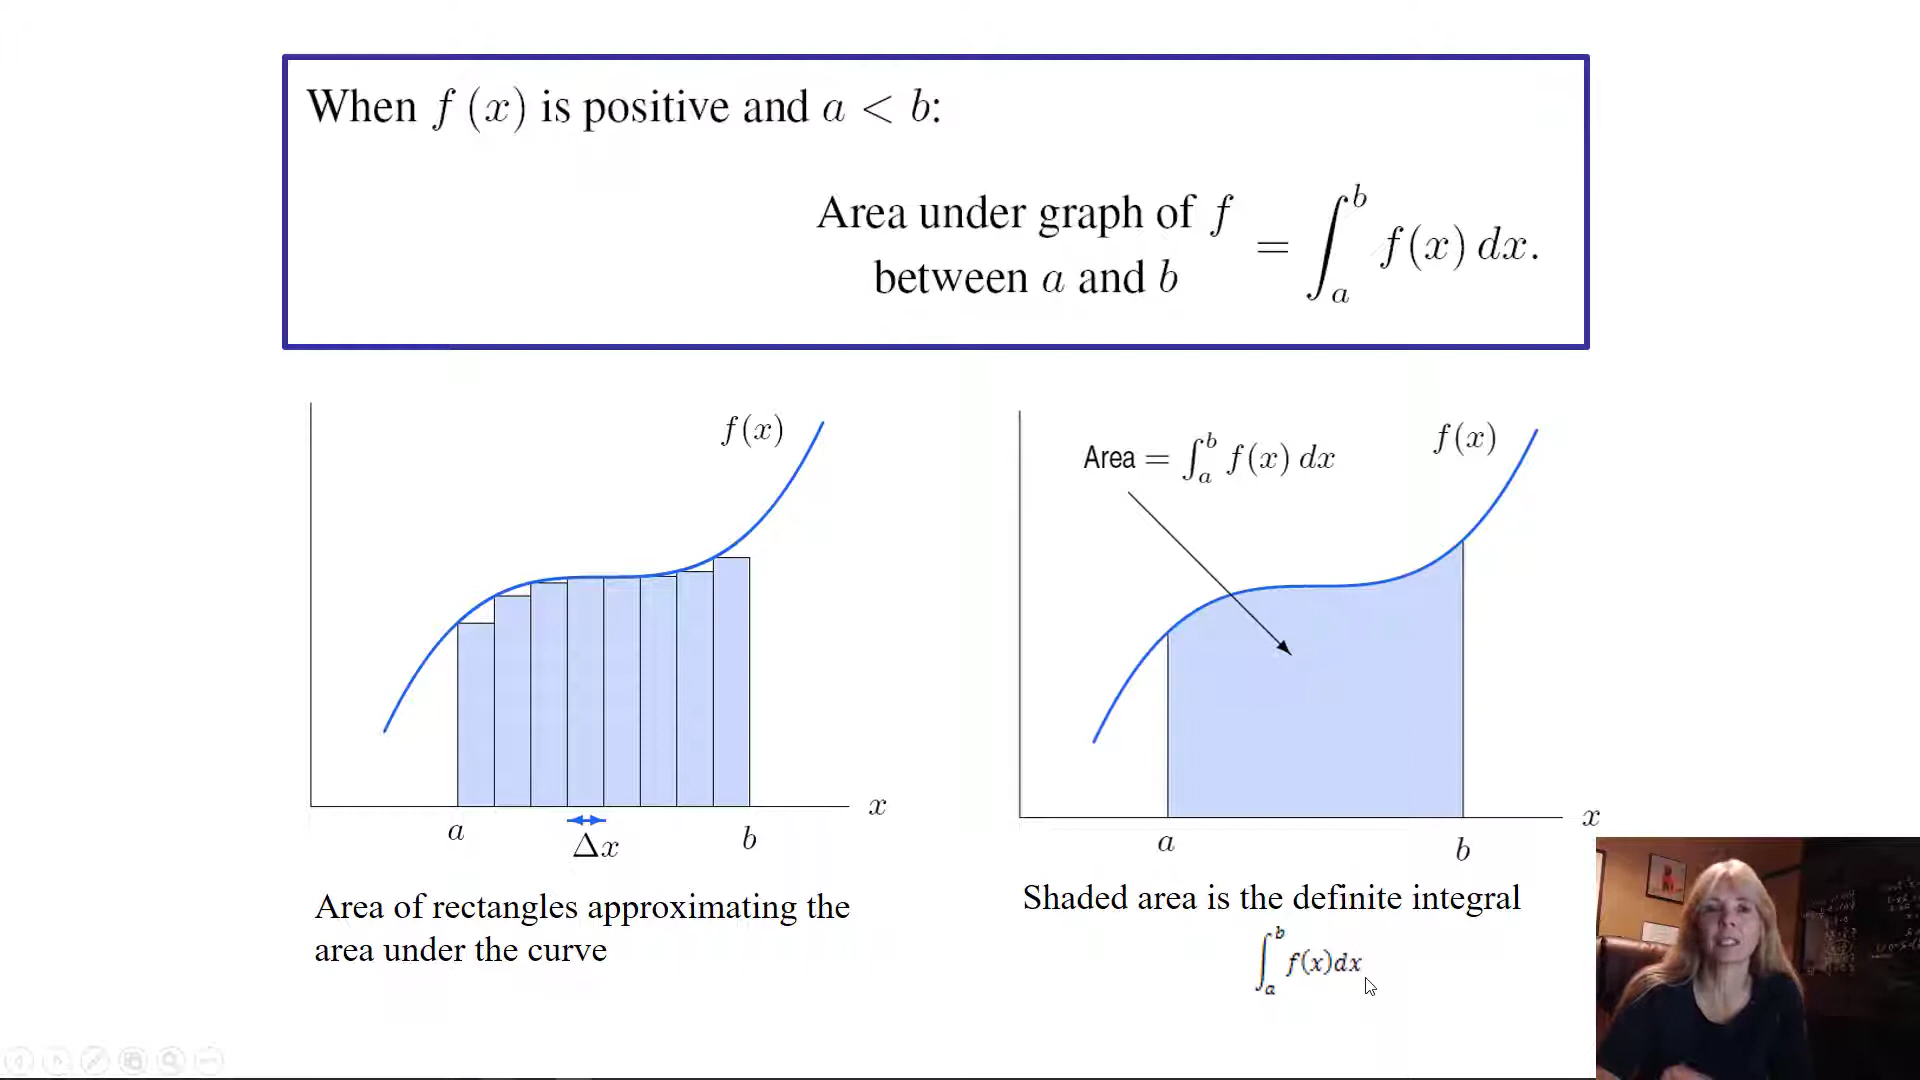 When f (x) is positive and a < b:
Area under graph of f
between a and b
= ∫_a^b f(x) dx.
f(x)
x
a
b
Δx
Area of rectangles approximating the
area under the curve
Area = ∫_a^b f(x) dx
f(x)
x
a
b
Shaded area is the definite integral
∫_a^b f(x)dx